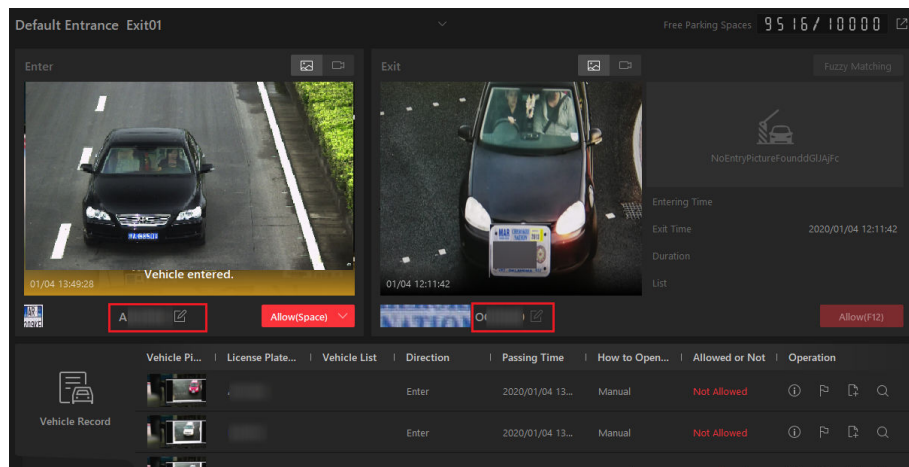 Default Entrance Exit01
Free Parking Spaces 9516/10000
Enter
Exit
Fuzzy Matching
NoEntryPictureFounddGlJAjFc
Entering Time
Exit Time 2020/01/04 12:11:42
Duration
List
MAR
Vehicle entered.
01/04 13:49:28
01/04 12:11:42
A
Allow(Space)
Allow(F12)
Vehicle Pi... License Plate... Vehicle List Direction Passing Time How to Open... Allowed or Not Operation
Enter 2020/01/04 13... Manual Not Allowed
Vehicle Record
Enter 2020/01/04 13... Manual Not Allowed